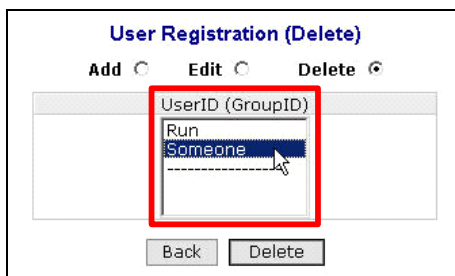 User Registration (Delete)
Add Edit Delete
UserID (GroupID)
Run
Someone
-----------------
Back Delete